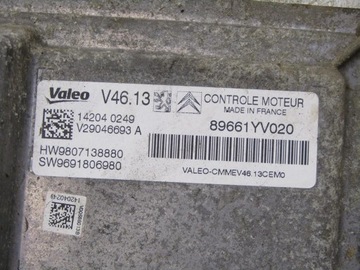 Valeo V46.13 CONTROLE MOTEUR
MADE IN FRANCE
14204 0249
V29046693 A
89661YV020
HW9807138880
SW9691806980
VALEO-CMMEV46.13CEM0